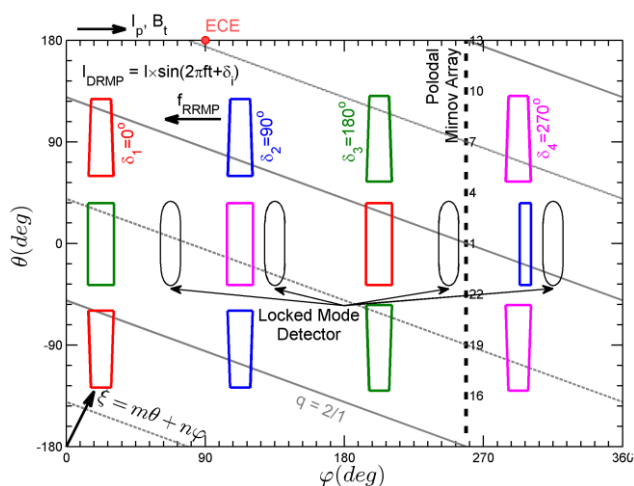 I_p, B_t
ECE
180
90
0
-90
-180
θ(deg)
I_DRMP = I×sin(2πft+δ_i)
f_RRMP
δ_1=0°
δ_2=90°
δ_3=180°
δ_4=270°
Polodal
Mirnov Array
13
10
7
4
1
22
19
16
Locked Mode
Detector
q = 2/1
ξ = mθ + nφ
0
90
180
270
360
φ(deg)